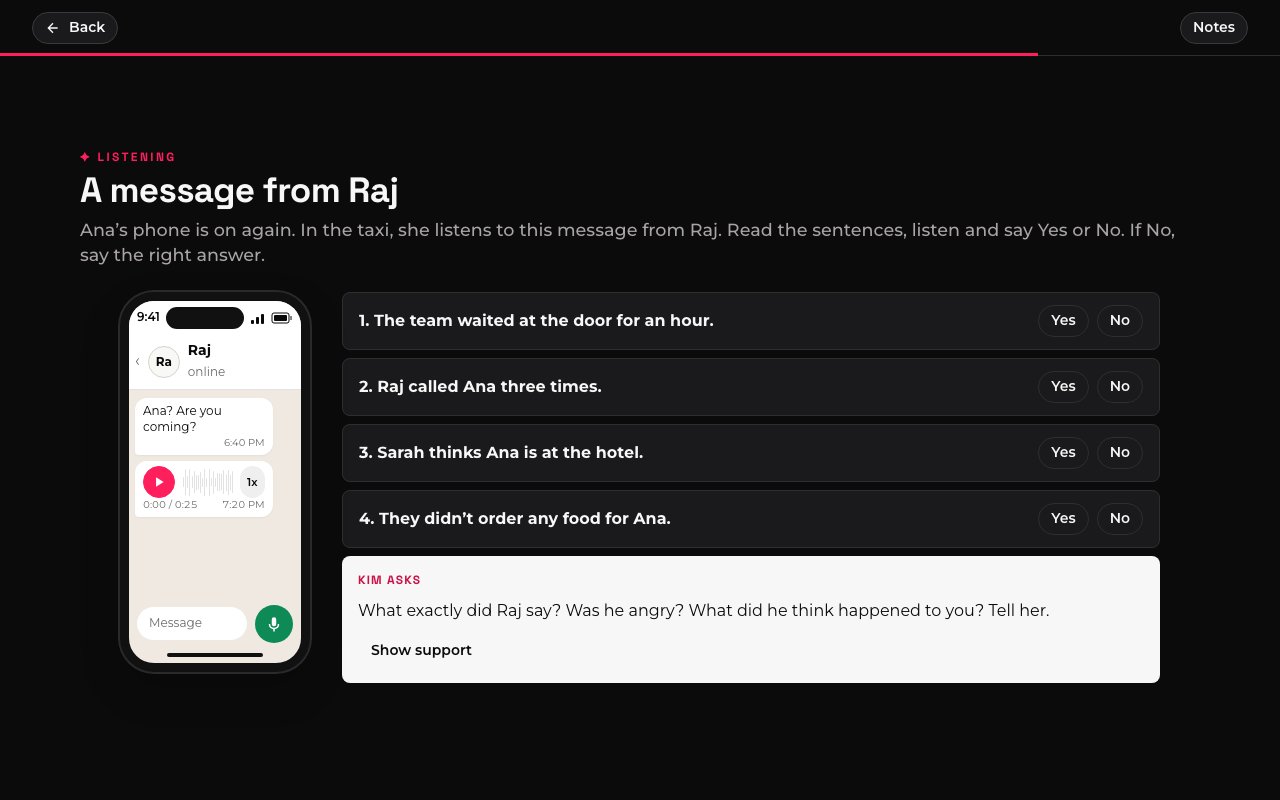 Back
Notes
LISTENING
A message from Raj
Ana’s phone is on again. In the taxi, she listens to this message from Raj. Read the sentences, listen and say Yes or No. If No,
say the right answer.
9:41
Ra
Raj
online
Ana? Are you
coming?
6:40 PM
1x
0:00 / 0:25
7:20 PM
Message
1. The team waited at the door for an hour.
Yes
No
2. Raj called Ana three times.
Yes
No
3. Sarah thinks Ana is at the hotel.
Yes
No
4. They didn’t order any food for Ana.
Yes
No
KIM ASKS
What exactly did Raj say? Was he angry? What did he think happened to you? Tell her.
Show support